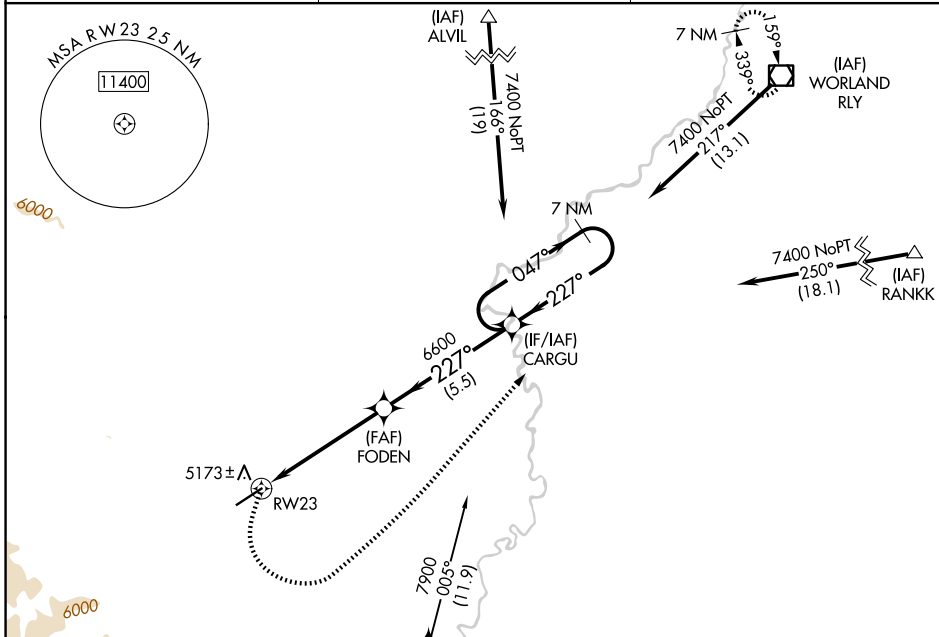 MSA RW23 25 NM
11400
(IAF)
ALVIL
7400 NoPT
166°
(19)
7 NM
159°
339°
(IAF)
WORLAND
RLY
7400 NoPT
217°
(13.1)
6000
7 NM
047°
227°
7400 NoPT
250°
(18.1)
(IAF)
RANKK
(IF/IAF)
CARGU
6600
227°
(5.5)
(FAF)
FODEN
5173±
RW23
7900
005°
(11.9)
6000